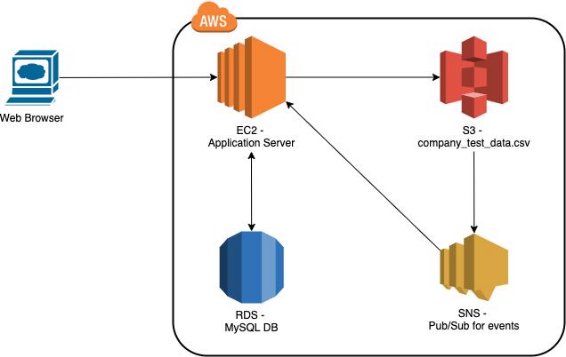 AWS
Web Browser
EC2 -
Application Server
S3 -
company_test_data.csv
RDS -
MySQL DB
SNS -
Pub/Sub for events